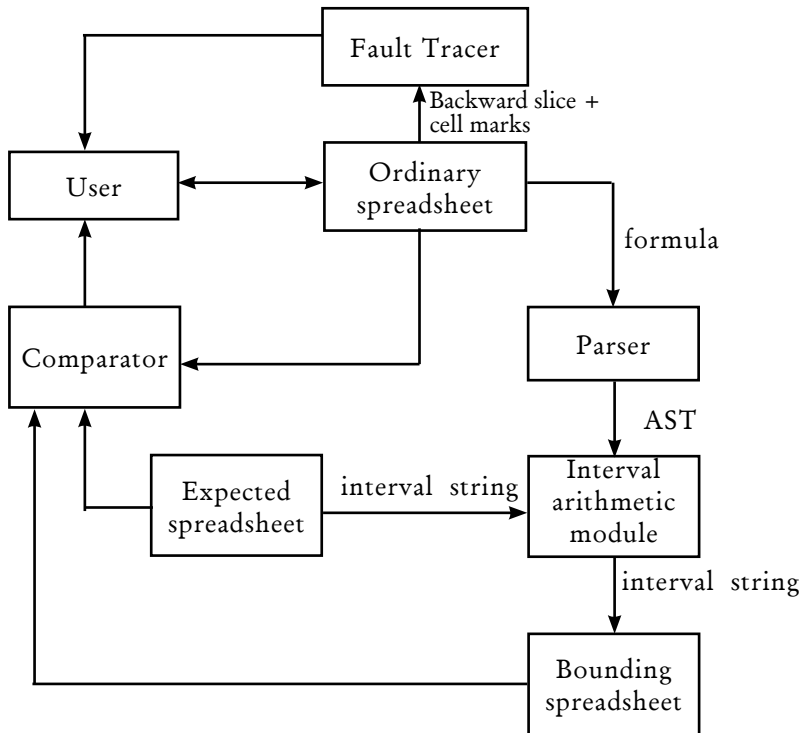 Fault Tracer
Backward slice +
cell marks
User
Ordinary
spreadsheet
formula
Comparator
Parser
AST
Expected
spreadsheet
interval string
Interval
arithmetic
module
interval string
Bounding
spreadsheet